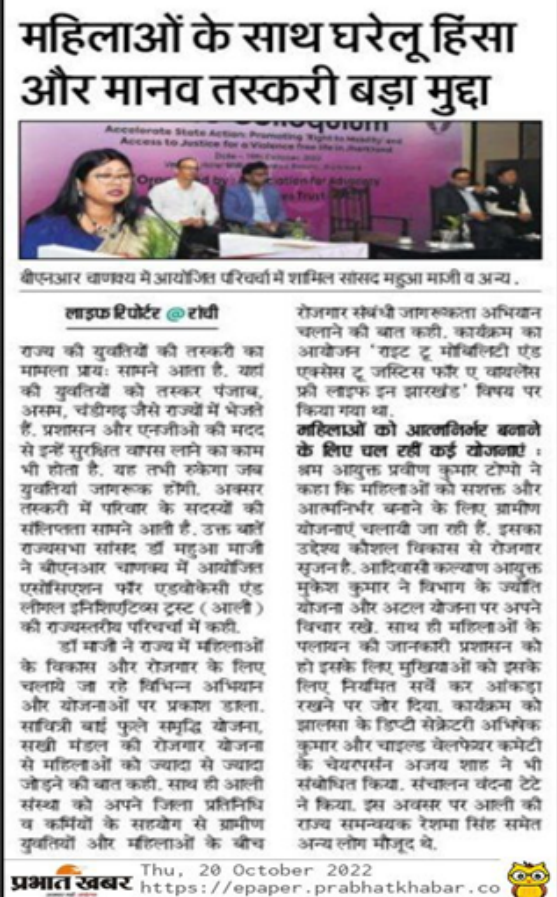 महिलाओं के साथ घरेलू हिंसा
और मानव तस्करी बड़ा मुद्दा
Colloquium
Accelerate State Action: Promoting 'Right to Mobility' and
Access to Justice for a Violence free life in Jharkhand
बीएनआर चाणक्य में आयोजित परिचर्चा में शामिल सांसद महुआ माजी व अन्य.
लाइफ रिपोर्टर @ रांची
राज्य की युवतियों की तस्करी का
मामला प्राय: सामने आता है. यहां
की युवतियों को तस्कर पंजाब,
असम, चंडीगढ़ जैसे राज्यों में भेजते
हैं. प्रशासन और एनजीओ की मदद
से इन्हें सुरक्षित वापस लाने का काम
भी होता है. यह तभी रुकेगा जब
युवतियां जागरूक होंगी. अक्सर
तस्करी में परिवार के सदस्यों की
संलिप्तता सामने आती है. उक्त बातें
राज्यसभा सांसद डॉ महुआ माजी
ने बीएनआर चाणक्य में आयोजित
एसोसिएशन फॉर एडवोकेसी एंड
लीगल इनिशिएटिव्स ट्रस्ट (आली)
की राज्यस्तरीय परिचर्चा में कही.
डॉ माजी ने राज्य में महिलाओं
के विकास और रोजगार के लिए
चलाये जा रहे विभिन्न अभियान
और योजनाओं पर प्रकाश डाला.
सावित्री बाई फुले समृद्धि योजना,
सखी मंडल की रोजगार योजना
से महिलाओं को ज्यादा से ज्यादा
जोड़ने की बात कही. साथ ही आली
संस्था को अपने जिला प्रतिनिधि
व कर्मियों के सहयोग से ग्रामीण
युवतियों और महिलाओं के बीच
रोजगार संबंधी जागरूकता अभियान
चलाने की बात कही. कार्यक्रम का
आयोजन 'राइट टू मोबिलिटी एंड
एक्सेस टू जस्टिस फॉर ए वायलेंस
फ्री लाइफ इन झारखंड' विषय पर
किया गया था.
महिलाओं को आत्मनिर्भर बनाने
के लिए चल रहीं कई योजनाएं :
श्रम आयुक्त प्रवीण कुमार टोप्पो ने
कहा कि महिलाओं को सशक्त और
आत्मनिर्भर बनाने के लिए ग्रामीण
योजनाएं चलायी जा रही हैं. इसका
उद्देश्य कौशल विकास से रोजगार
सृजन है. आदिवासी कल्याण आयुक्त
मुकेश कुमार ने विभाग के ज्योति
योजना और अटल योजना पर अपने
विचार रखे. साथ ही महिलाओं के
पलायन की जानकारी प्रशासन को
हो इसके लिए मुखियाओं को इसके
लिए नियमित सर्वे कर आंकड़ा
रखने पर जोर दिया. कार्यक्रम को
झालसा के डिप्टी सेक्रेटरी अभिषेक
कुमार और चाइल्ड वेलफेयर कमेटी
के चेयरपर्सन अजय शाह ने भी
संबोधित किया. संचालन वंदना टेटे
ने किया. इस अवसर पर आली की
राज्य समन्वयक रेशमा सिंह समेत
अन्य लोग मौजूद थे.
प्रभात खबर
Thu, 20 October 2022
https://epaper.prabhatkhabar.co